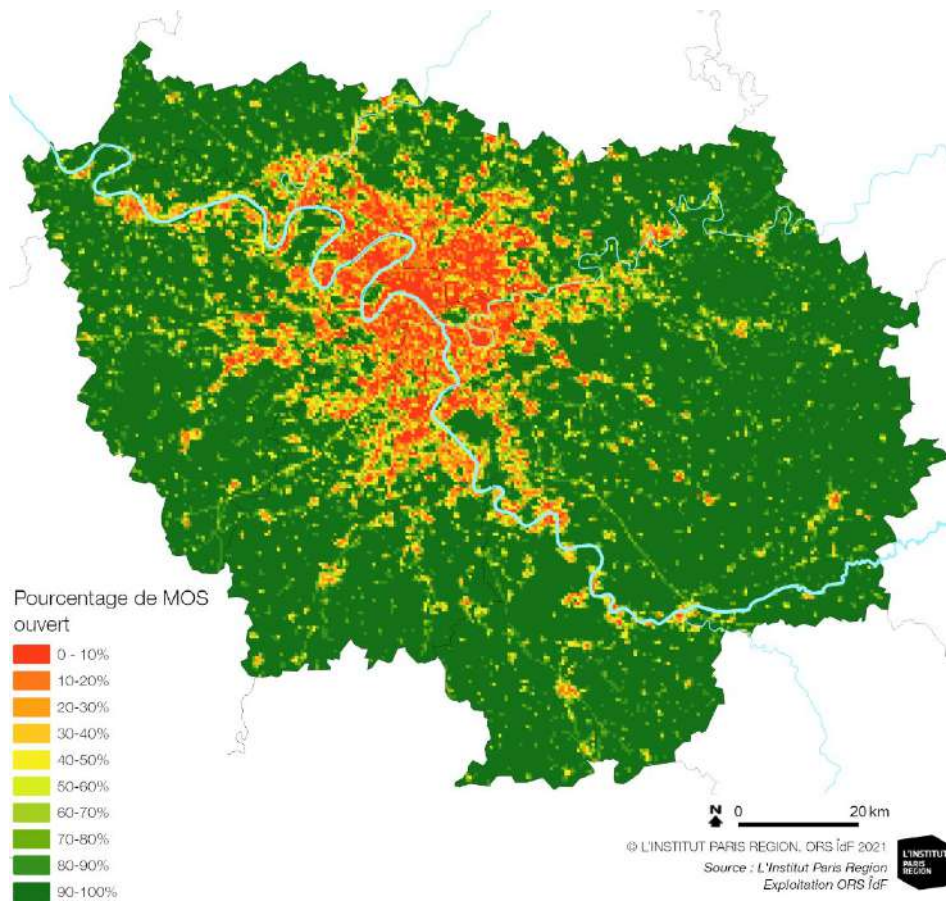 Pourcentage de MOS
ouvert
0 - 10%
10-20%
20-30%
30-40%
40-50%
50-60%
60-70%
70-80%
80-90%
90-100%
N 0 20 km
© L'INSTITUT PARIS REGION, ORS ÎdF 2021
Source : L'Institut Paris Region
Exploitation ORS ÎdF
L'INSTITUT
PARIS
REGION